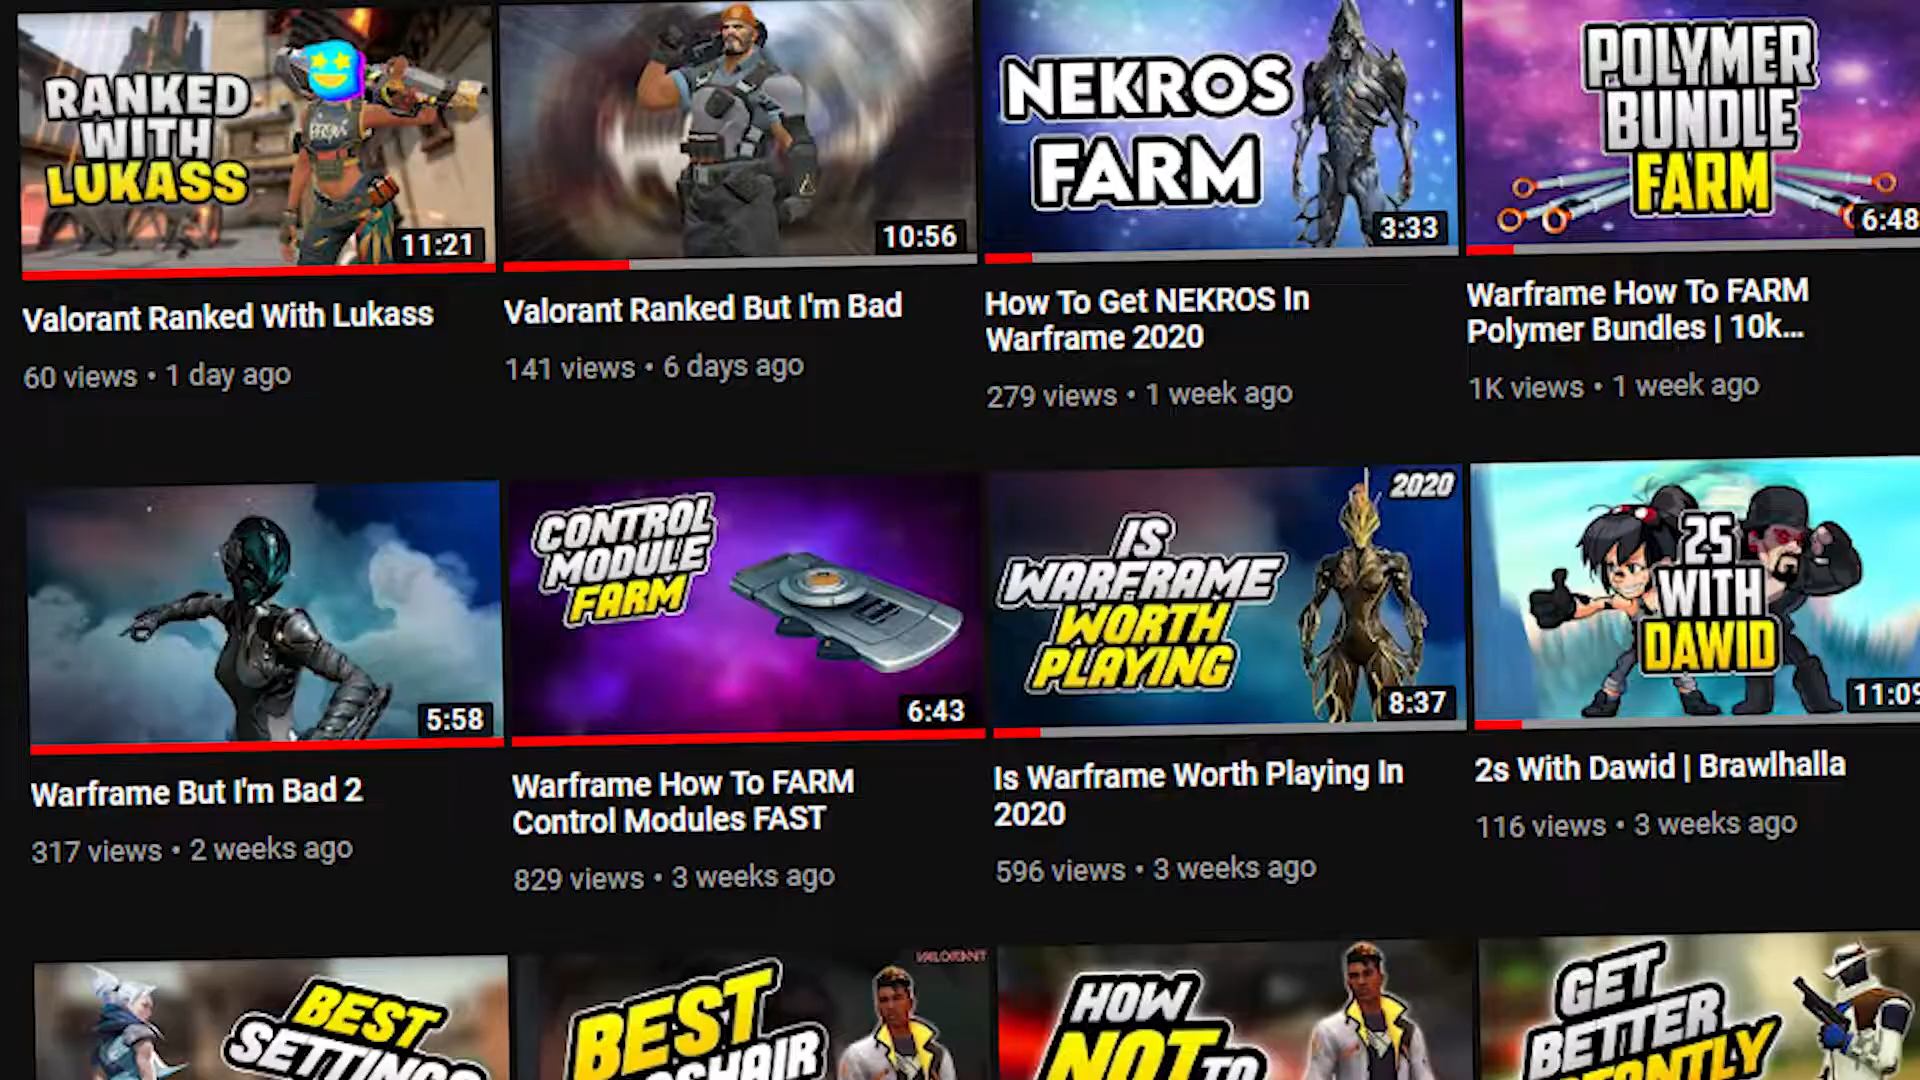 RANKED
WITH
LUKASS
11:21
10:56
NEKROS
FARM
3:33
POLYMER
BUNDLE
FARM
6:48
Valorant Ranked With Lukass
60 views • 1 day ago
Valorant Ranked But I'm Bad
141 views • 6 days ago
How To Get NEKROS In
Warframe 2020
279 views • 1 week ago
Warframe How To FARM
Polymer Bundles | 10k...
1K views • 1 week ago
5:58
CONTROL
MODULE
FARM
6:43
2020
IS
WARFRAME
WORTH
PLAYING
8:37
2S
WITH
DAWID
11:09
Warframe But I'm Bad 2
317 views • 2 weeks ago
Warframe How To FARM
Control Modules FAST
829 views • 3 weeks ago
Is Warframe Worth Playing In
2020
596 views • 3 weeks ago
2s With Dawid | Brawlhalla
116 views • 3 weeks ago
BEST
SETTINGS
VALORANT
BEST
HOW
NOT TO
GET
BETTER